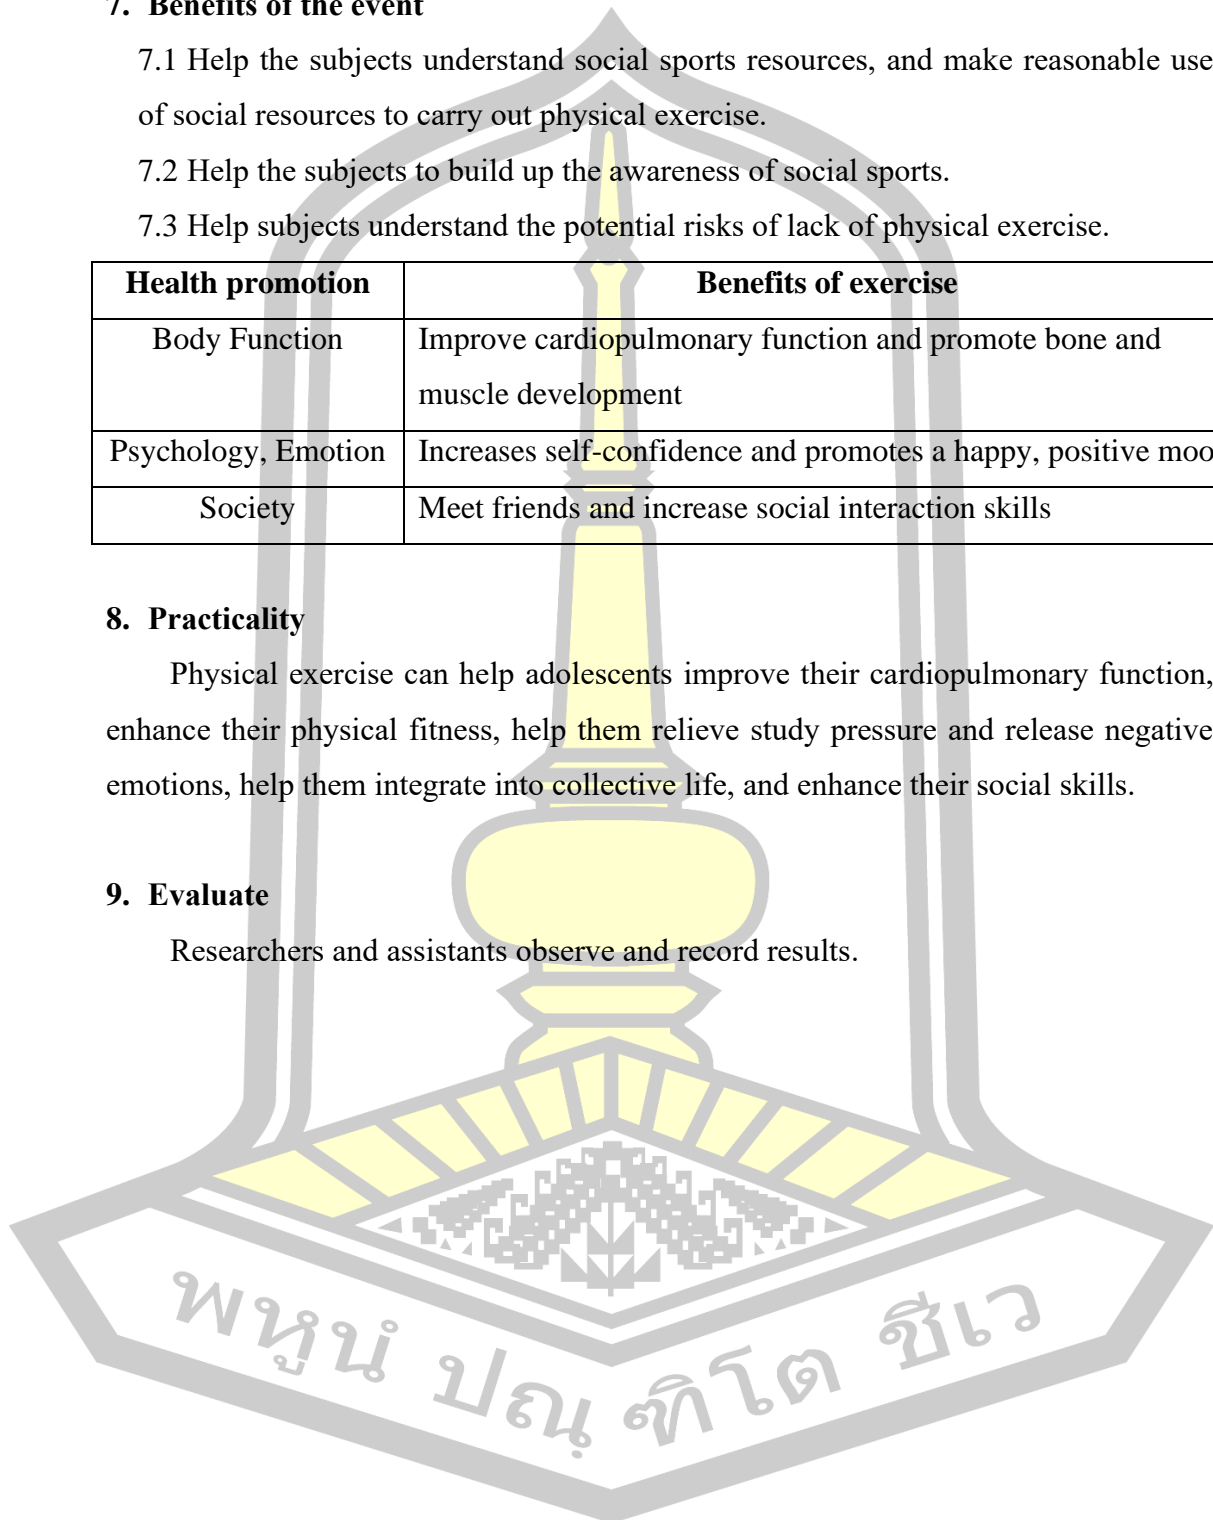 7. Benefits of the event
7.1 Help the subjects understand social sports resources, and make reasonable use
of social resources to carry out physical exercise.
7.2 Help the subjects to build up the awareness of social sports.
7.3 Help subjects understand the potential risks of lack of physical exercise.
Health promotion Benefits of exercise
Body Function Improve cardiopulmonary function and promote bone and
muscle development
Psychology, Emotion Increases self-confidence and promotes a happy, positive moo
Society Meet friends and increase social interaction skills
8. Practicality
Physical exercise can help adolescents improve their cardiopulmonary function,
enhance their physical fitness, help them relieve study pressure and release negative
emotions, help them integrate into collective life, and enhance their social skills.
9. Evaluate
Researchers and assistants observe and record results.
พหูนํ ปณฺ ฑิโต ชีเว